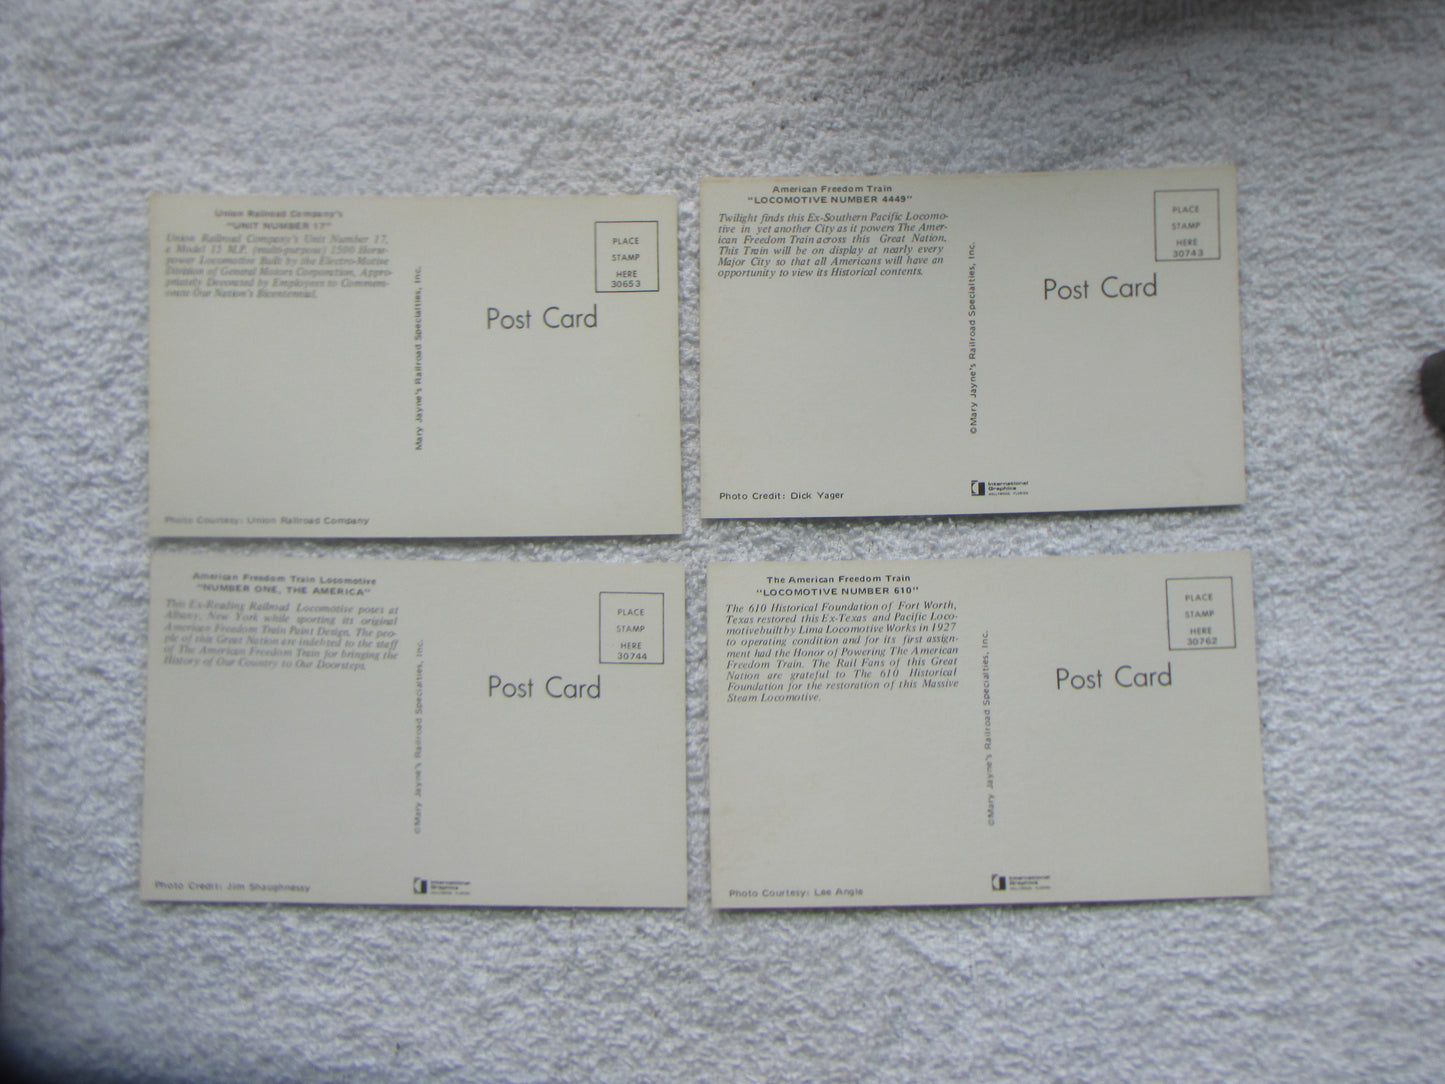 Union Railroad Company's
"UNIT NUMBER 17"
Union Railroad Company's Unit Number 17,
a Model 15 M.P. (multi-purpose) 1500 Horse-
power Locomotive Built by the Electro-Motive
Division of General Motors Corporation, Appro-
priately Decorated by Employees to Commem-
orate Our Nation's Bicentennial.
PLACE
STAMP
HERE
30653
Post Card
Mary Jayne's Railroad Specialties, Inc.
Photo Courtesy: Union Railroad Company
American Freedom Train
"LOCOMOTIVE NUMBER 4449"
Twilight finds this Ex-Southern Pacific Locomo-
tive in yet another City as it powers The Amer-
ican Freedom Train across this Great Nation.
This Train will be on display at nearly every
Major City so that all Americans will have an
opportunity to view its Historical contents.
PLACE
STAMP
HERE
30743
Post Card
©Mary Jayne's Railroad Specialties, Inc.
Photo Credit: Dick Yager
International
Graphics
HOLLYWOOD, FLORIDA
American Freedom Train Locomotive
"NUMBER ONE, THE AMERICA"
This Ex-Reading Railroad Locomotive poses at
Albany, New York while sporting its original
American Freedom Train Paint Design. The peo-
ple of this Great Nation are indebted to the staff
of The American Freedom Train for bringing the
History of Our Country to Our Doorsteps.
PLACE
STAMP
HERE
30744
Post Card
©Mary Jayne's Railroad Specialties, Inc.
Photo Credit: Jim Shaughnessy
International
Graphics
HOLLYWOOD, FLORIDA
The American Freedom Train
"LOCOMOTIVE NUMBER 610"
The 610 Historical Foundation of Fort Worth,
Texas restored this Ex-Texas and Pacific Loco-
motivebuilt by Lima Locomotive Works in 1927
to operating condition and for its first assign-
ment had the Honor of Powering The American
Freedom Train. The Rail Fans of this Great
Nation are grateful to The 610 Historical
Foundation for the restoration of this Massive
Steam Locomotive.
PLACE
STAMP
HERE
30762
Post Card
©Mary Jayne's Railroad Specialties, Inc.
Photo Courtesy: Lee Angle
International
Graphics
HOLLYWOOD, FLORIDA